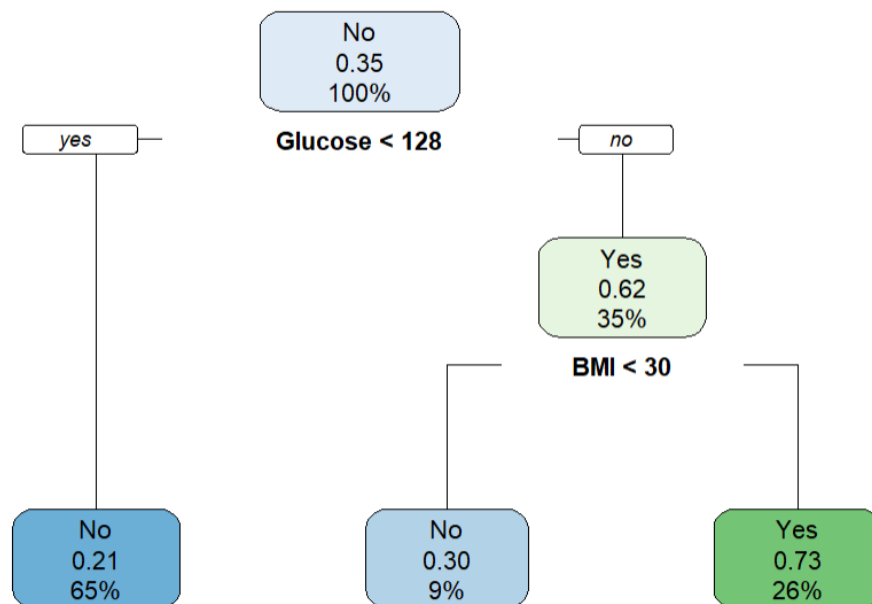 No
0.35
100%
yes
Glucose < 128
no
Yes
0.62
35%
BMI < 30
No
0.21
65%
No
0.30
9%
Yes
0.73
26%